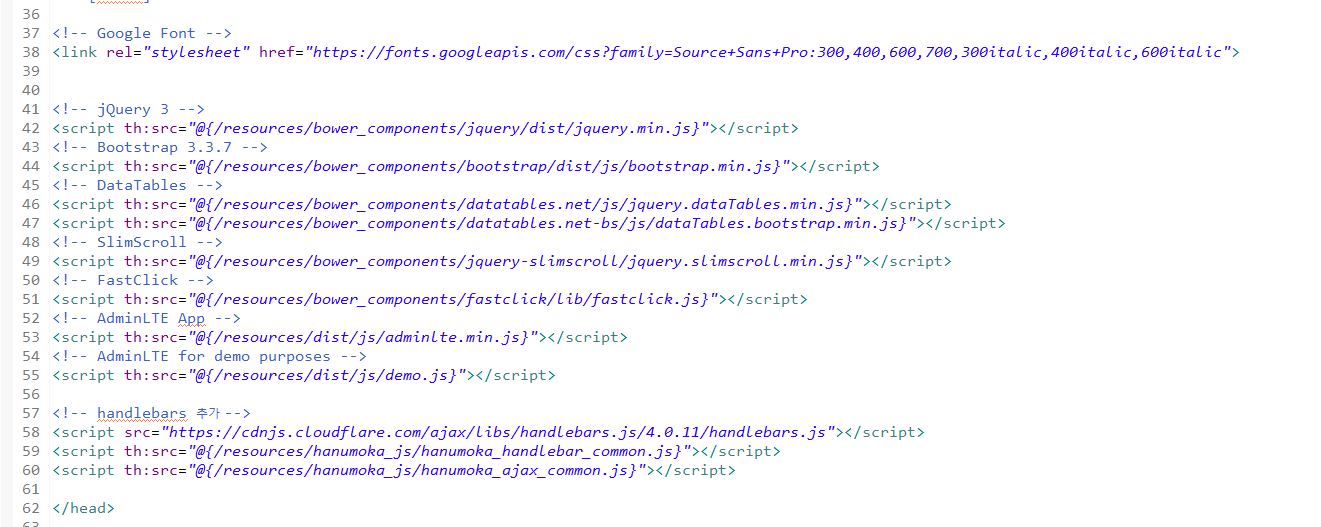 36
37 <!-- Google Font -->
38 <link rel="stylesheet" href="https://fonts.googleapis.com/css?family=Source+Sans+Pro:300,400,600,700,300italic,400italic,600italic">
39
40
41 <!-- jQuery 3 -->
42 <script th:src="@{/resources/bower_components/jquery/dist/jquery.min.js}"></script>
43 <!-- Bootstrap 3.3.7 -->
44 <script th:src="@{/resources/bower_components/bootstrap/dist/js/bootstrap.min.js}"></script>
45 <!-- DataTables -->
46 <script th:src="@{/resources/bower_components/datatables.net/js/jquery.dataTables.min.js}"></script>
47 <script th:src="@{/resources/bower_components/datatables.net-bs/js/dataTables.bootstrap.min.js}"></script>
48 <!-- SlimScroll -->
49 <script th:src="@{/resources/bower_components/jquery-slimscroll/jquery.slimscroll.min.js}"></script>
50 <!-- FastClick -->
51 <script th:src="@{/resources/bower_components/fastclick/lib/fastclick.js}"></script>
52 <!-- AdminLTE App -->
53 <script th:src="@{/resources/dist/js/adminlte.min.js}"></script>
54 <!-- AdminLTE for demo purposes -->
55 <script th:src="@{/resources/dist/js/demo.js}"></script>
56
57 <!-- handlebars 추가 -->
58 <script src="https://cdnjs.cloudflare.com/ajax/libs/handlebars.js/4.0.11/handlebars.js"></script>
59 <script th:src="@{/resources/hanumoka_js/hanumoka_handlebar_common.js}"></script>
60 <script th:src="@{/resources/hanumoka_js/hanumoka_ajax_common.js}"></script>
61
62 </head>